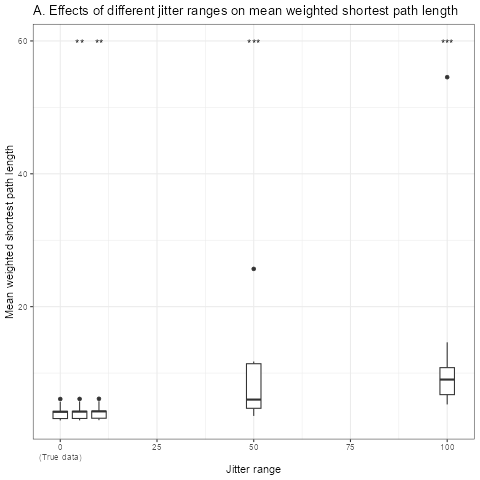 A. Effects of different jitter ranges on mean weighted shortest path length
** ** *** ***
60
40
20
Mean weighted shortest path length
0 25 50 75 100
(True data)
Jitter range